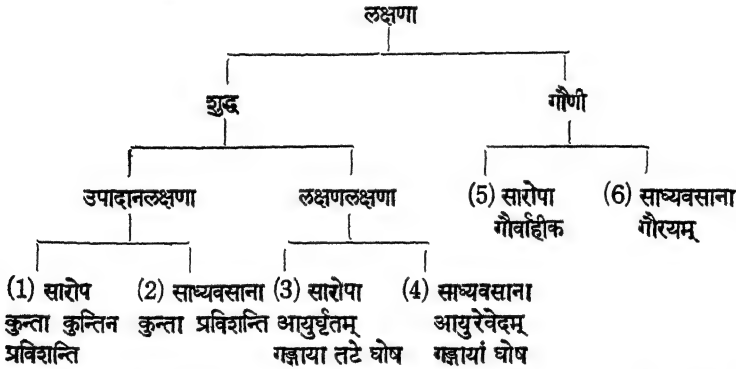 लक्षणा
शुद्ध गौणी
उपादानलक्षणा लक्षणलक्षणा (5) सारोपा (6) साध्यवसाना
गौर्वाहीक गौरयम्
(1) सारोप (2) साध्यवसाना (3) सारोपा (4) साध्यवसाना
कुन्ता कुन्तिन कुन्ता प्रविशन्ति आयुर्घृतम् आयुरेवेदम्
प्रविशन्ति गङ्गाया तटे घोष गङ्गायां घोष